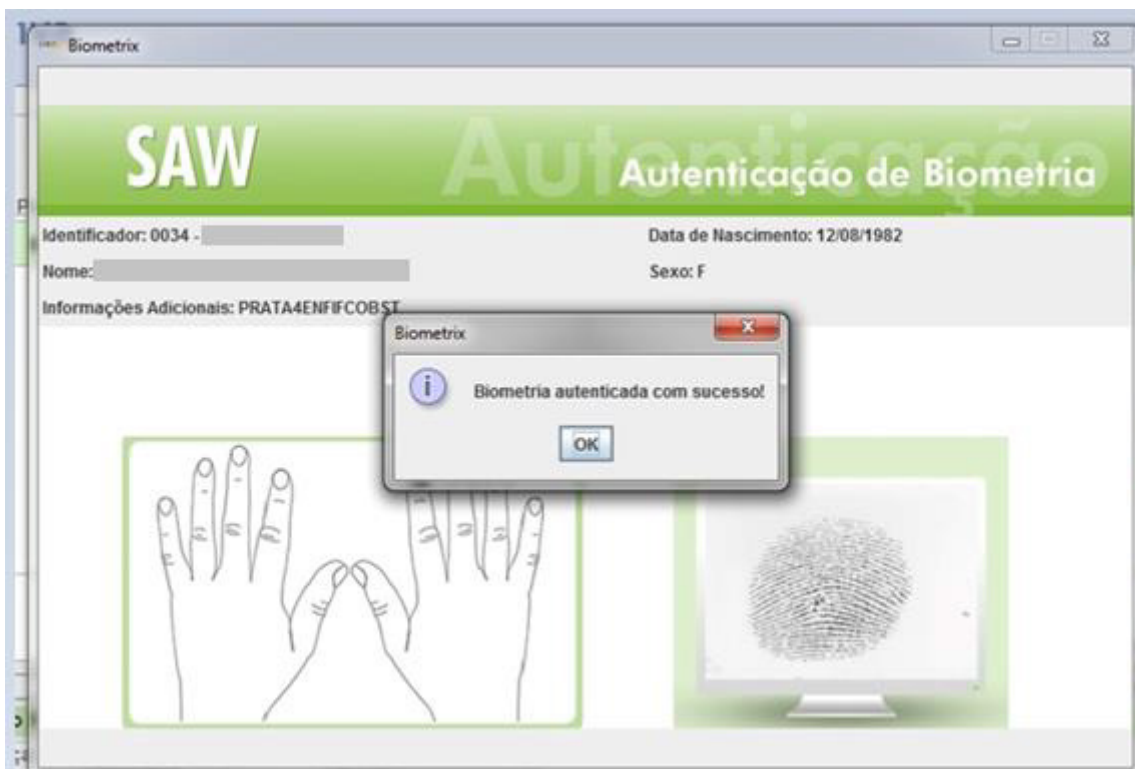 Biometrix
SAW
Autenticação
Autenticação de Biometria
Identificador: 0034 -
Data de Nascimento: 12/08/1982
Nome:
Sexo: F
Informações Adicionais: PRATA4ENFIFCOBST
Biometrix
Biometria autenticada com sucesso!
OK